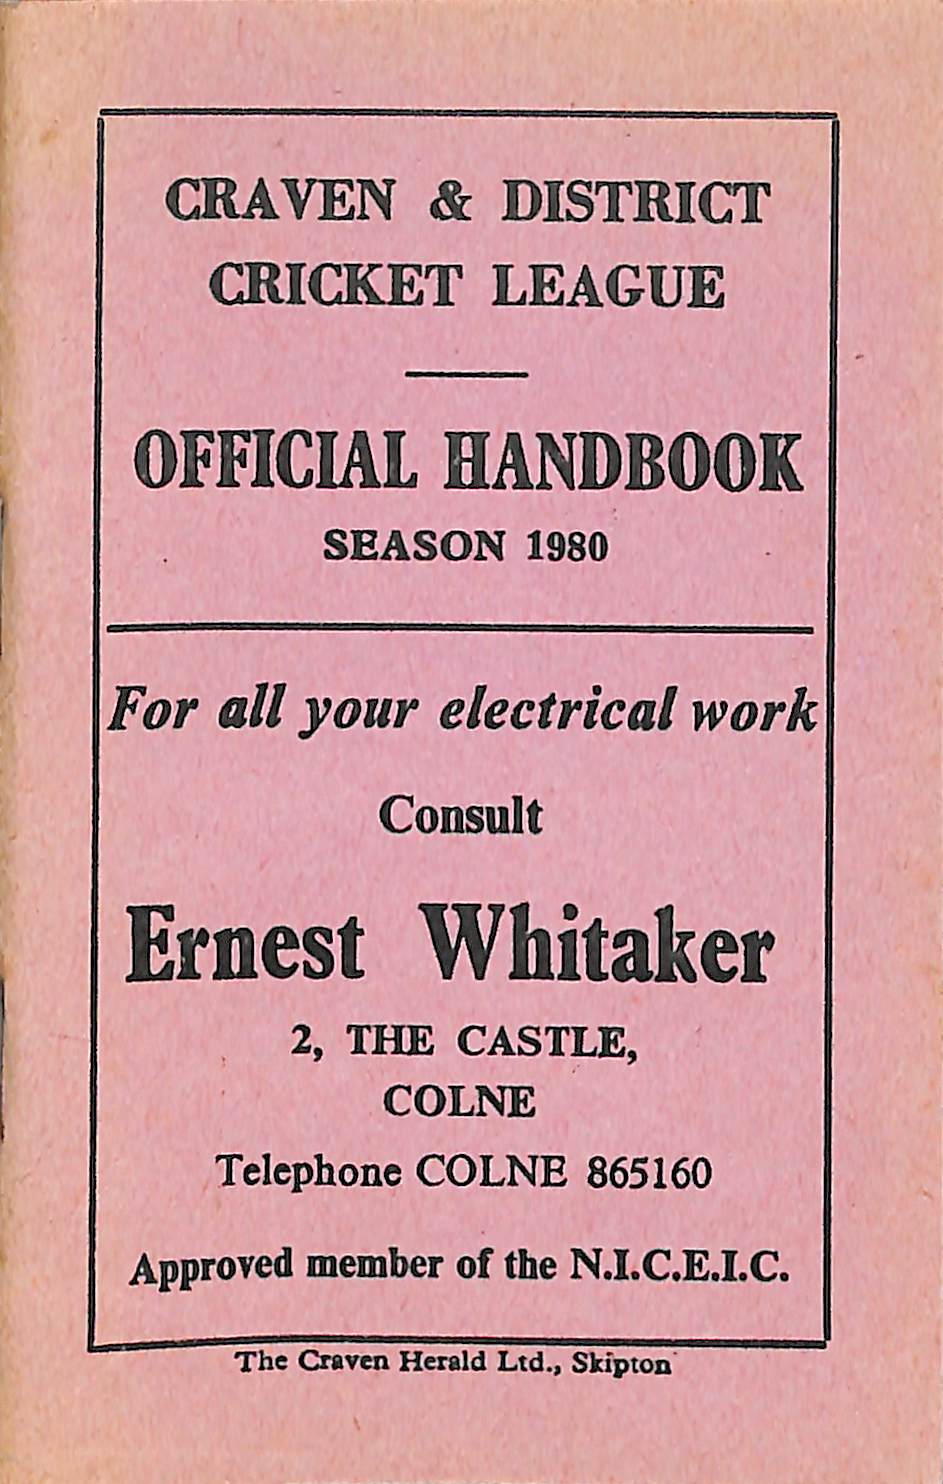 CRAVEN & DISTRICT
CRICKET LEAGUE
OFFICIAL HANDBOOK
SEASON 1980
For all your electrical work
Consult
Ernest Whitaker
2, THE CASTLE,
COLNE
Telephone COLNE 865160
Approved member of the N.I.C.E.I.C.
The Craven Herald Ltd., Skipton